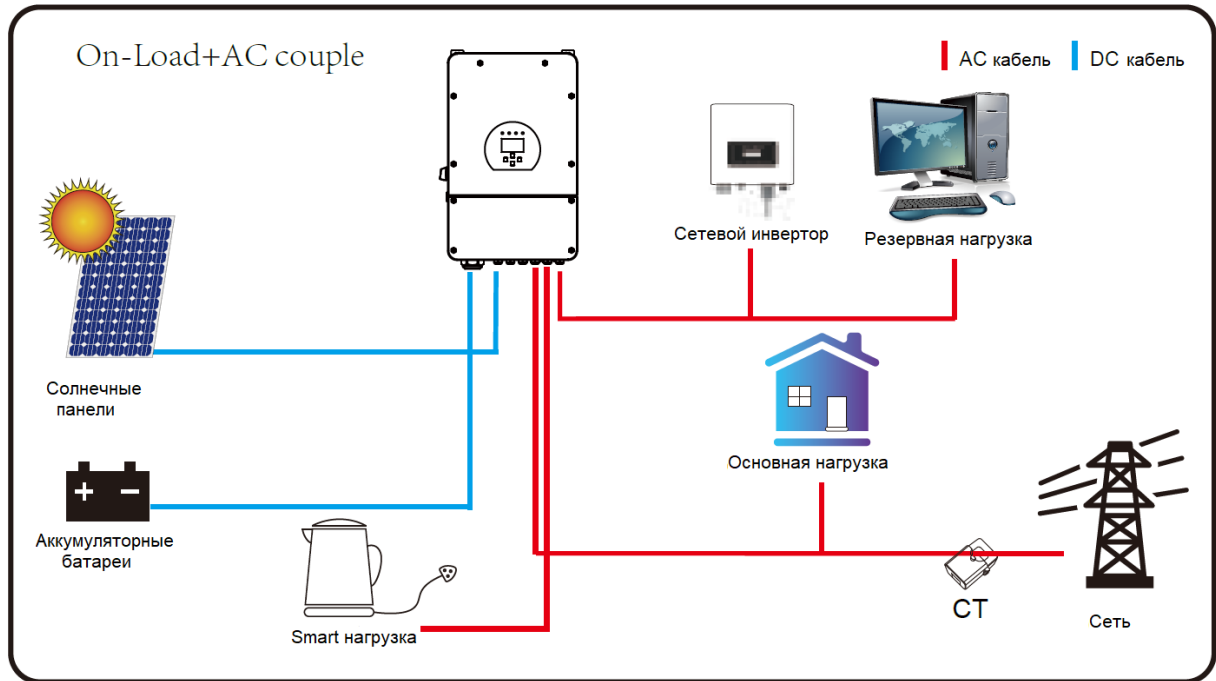 On-Load+AC couple
AC кабель
DC кабель
Сетевой инвертор
Резервная нагрузка
Солнечные
панели
Основная нагрузка
Аккумуляторные
батареи
+ −
CT
Smart нагрузка
Сеть